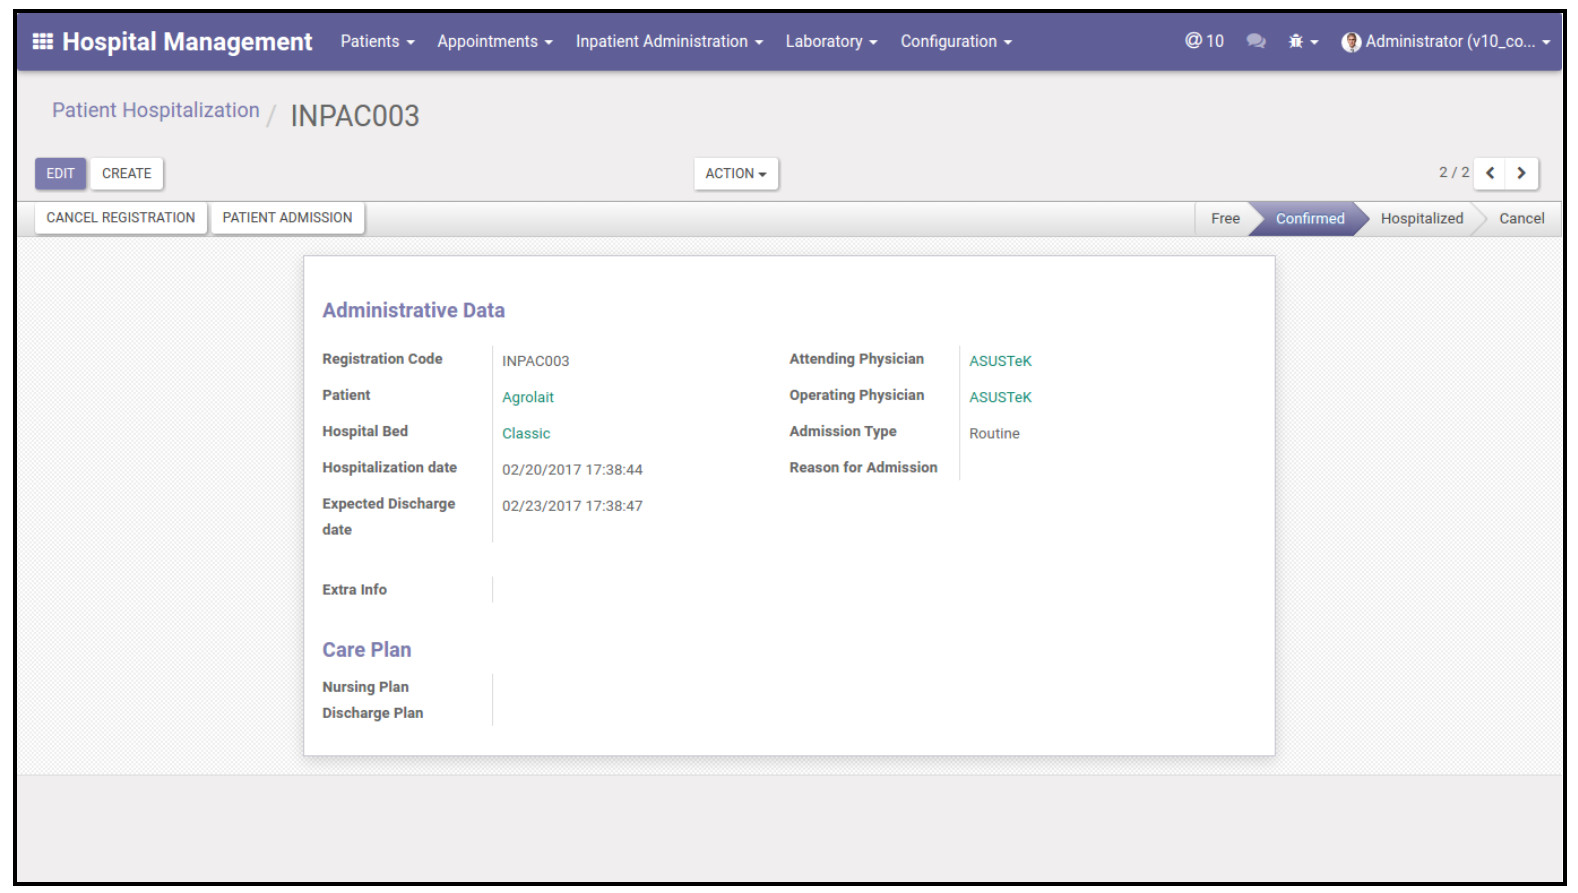 Hospital Management Patients Appointments Inpatient Administration Laboratory Configuration @ 10 Administrator (v10_co...
Patient Hospitalization / INPAC003
EDIT CREATE ACTION 2 / 2
CANCEL REGISTRATION PATIENT ADMISSION Free Confirmed Hospitalized Cancel
Administrative Data
Registration Code INPAC003 Attending Physician ASUSTeK
Patient Agrolait Operating Physician ASUSTeK
Hospital Bed Classic Admission Type Routine
Hospitalization date 02/20/2017 17:38:44 Reason for Admission
Expected Discharge 02/23/2017 17:38:47
date
Extra Info
Care Plan
Nursing Plan
Discharge Plan